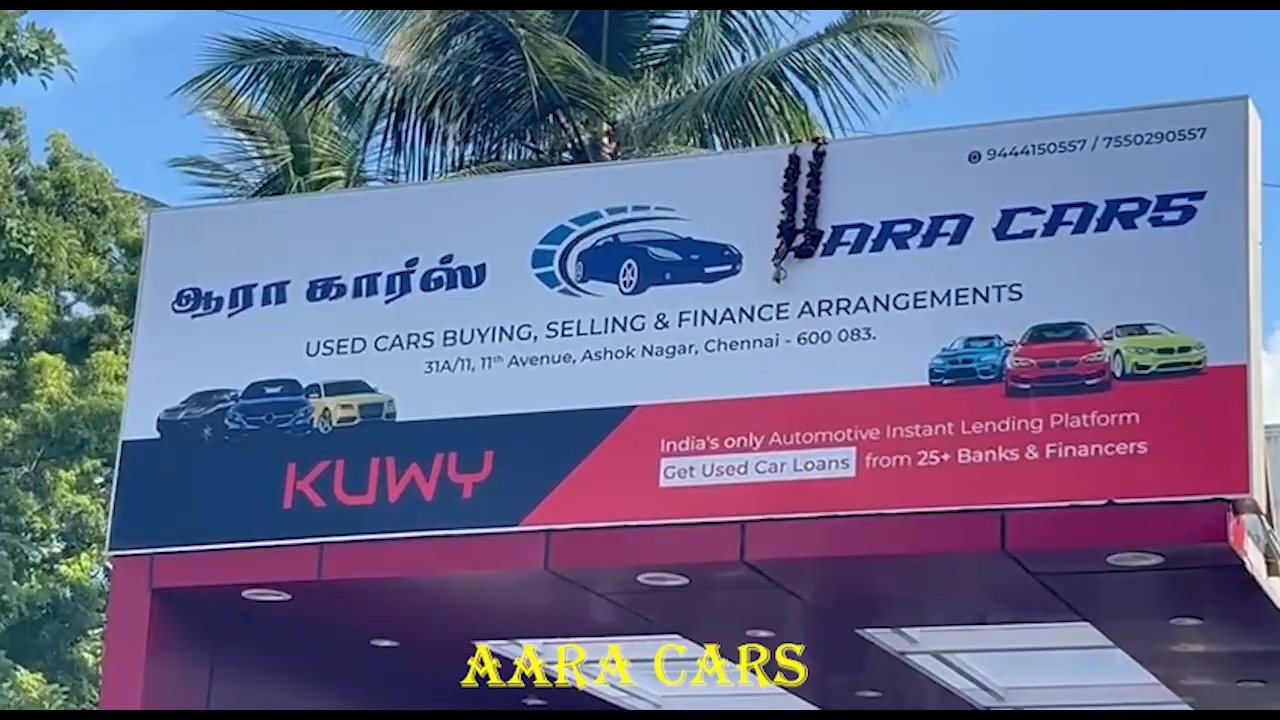 9444150557 / 7550290557
ஆரா கார்ஸ்
AARA CARS
USED CARS BUYING, SELLING & FINANCE ARRANGEMENTS
31A/11, 11th Avenue, Ashok Nagar, Chennai - 600 083.
KUWY
India's only Automotive Instant Lending Platform
Get Used Car Loans from 25+ Banks & Financers
AARA CARS